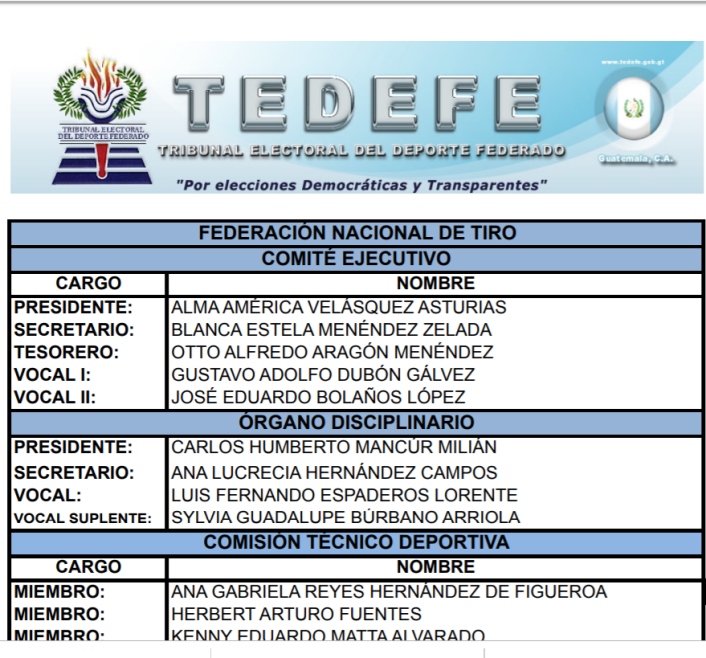 www.tedefe.gob.gt
TEDEFE
TRIBUNAL ELECTORAL
DEL DEPORTE FEDERADO
TRIBUNAL ELECTORAL DEL DEPORTE FEDERADO
Guatemala, C.A.
"Por elecciones Democráticas y Transparentes"
FEDERACIÓN NACIONAL DE TIRO
COMITÉ EJECUTIVO
CARGO NOMBRE
PRESIDENTE: ALMA AMÉRICA VELÁSQUEZ ASTURIAS
SECRETARIO: BLANCA ESTELA MENÉNDEZ ZELADA
TESORERO: OTTO ALFREDO ARAGÓN MENÉNDEZ
VOCAL I: GUSTAVO ADOLFO DUBÓN GÁLVEZ
VOCAL II: JOSÉ EDUARDO BOLAÑOS LÓPEZ
ÓRGANO DISCIPLINARIO
PRESIDENTE: CARLOS HUMBERTO MANCÚR MILIÁN
SECRETARIO: ANA LUCRECIA HERNÁNDEZ CAMPOS
VOCAL: LUIS FERNANDO ESPADEROS LORENTE
VOCAL SUPLENTE: SYLVIA GUADALUPE BÚRBANO ARRIOLA
COMISIÓN TÉCNICO DEPORTIVA
CARGO NOMBRE
MIEMBRO: ANA GABRIELA REYES HERNÁNDEZ DE FIGUEROA
MIEMBRO: HERBERT ARTURO FUENTES
MIEMBRO: KENNY EDUARDO MATTA ALVARADO